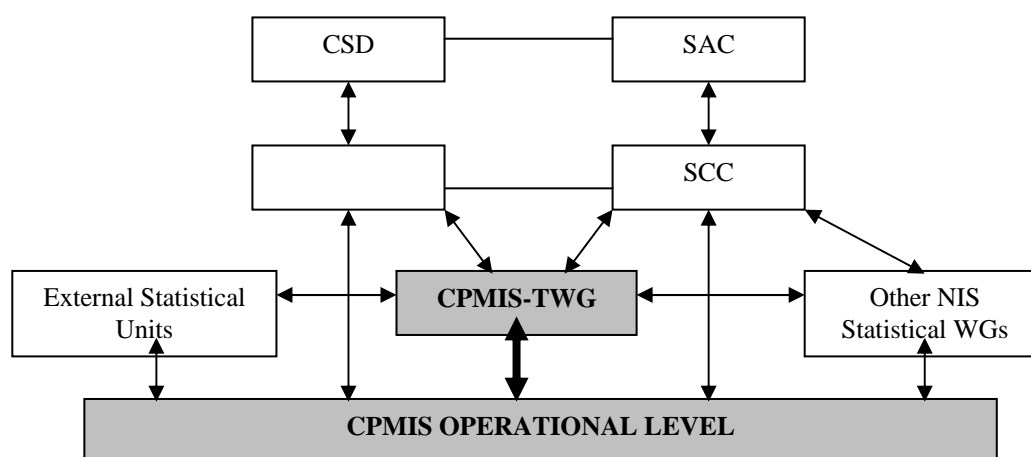 CSD
SAC
SCC
External Statistical
Units
CPMIS-TWG
Other NIS
Statistical WGs
CPMIS OPERATIONAL LEVEL